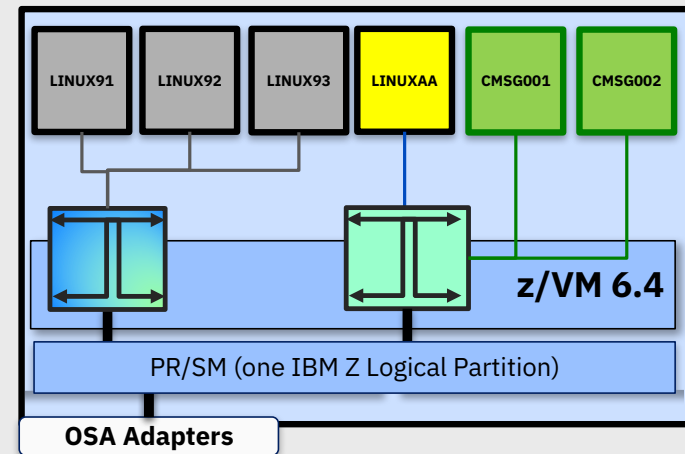 LINUX91
LINUX92
LINUX93
LINUXAA
CMSG001
CMSG002
z/VM 6.4
PR/SM (one IBM Z Logical Partition)
OSA Adapters